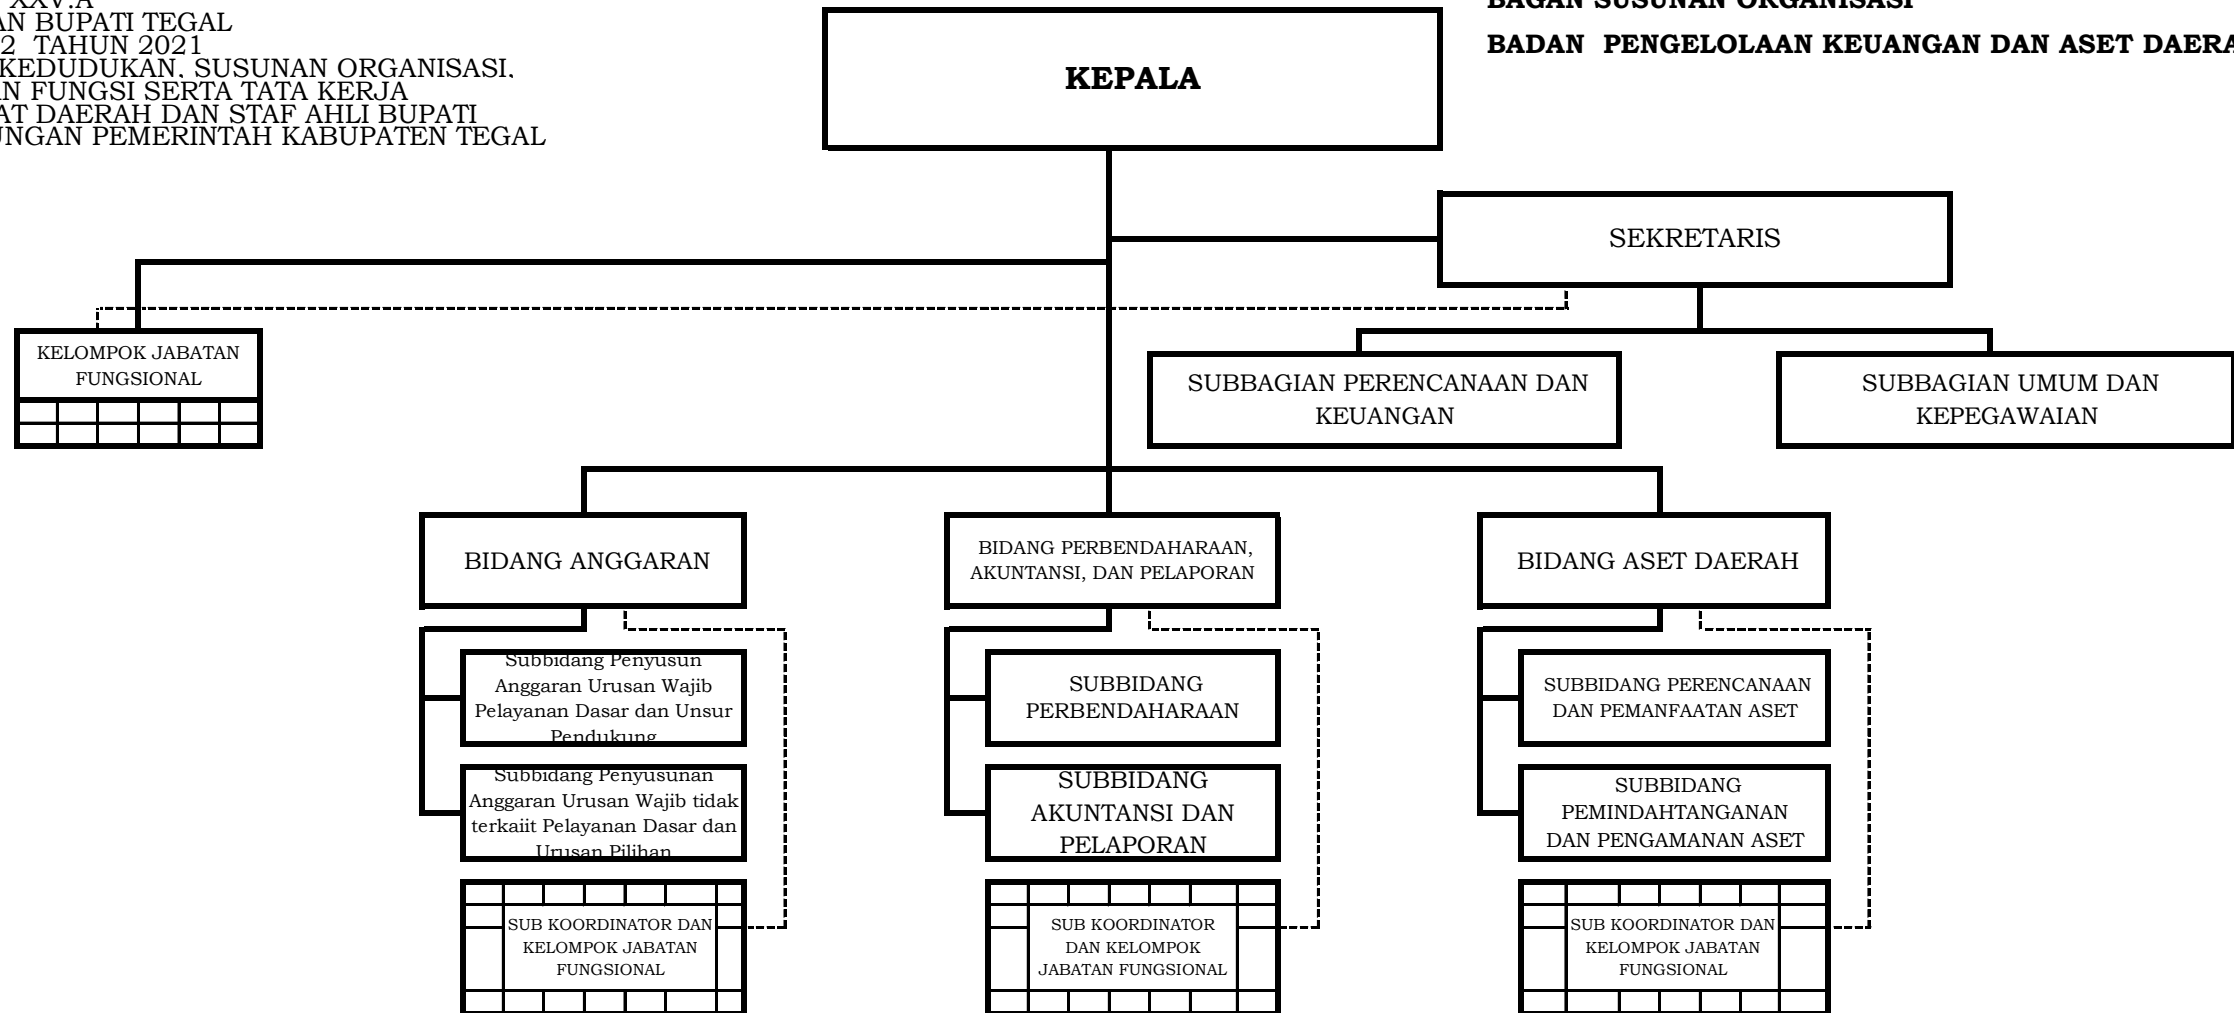 XXV.A
AN BUPATI TEGAL
2 TAHUN 2021
KEDUDUKAN, SUSUNAN ORGANISASI,
AN FUNGSI SERTA TATA KERJA
AT DAERAH DAN STAF AHLI BUPATI
UNGAN PEMERINTAH KABUPATEN TEGAL
BAGAN SUSUNAN ORGANISASI
BADAN PENGELOLAAN KEUANGAN DAN ASET DAERA
KEPALA
SEKRETARIS
KELOMPOK JABATAN
FUNGSIONAL
SUBBAGIAN PERENCANAAN DAN
KEUANGAN
SUBBAGIAN UMUM DAN
KEPEGAWAIAN
BIDANG ANGGARAN
BIDANG PERBENDAHARAAN,
AKUNTANSI, DAN PELAPORAN
BIDANG ASET DAERAH
Subbidang Penyusun
Anggaran Urusan Wajib
Pelayanan Dasar dan Unsur
Pendukung
SUBBIDANG
PERBENDAHARAAN
SUBBIDANG PERENCANAAN
DAN PEMANFAATAN ASET
Subbidang Penyusunan
Anggaran Urusan Wajib tidak
terkaiit Pelayanan Dasar dan
Urusan Pilihan
SUBBIDANG
AKUNTANSI DAN
PELAPORAN
SUBBIDANG
PEMINDAHTANGANAN
DAN PENGAMANAN ASET
SUB KOORDINATOR DAN
KELOMPOK JABATAN
FUNGSIONAL
SUB KOORDINATOR
DAN KELOMPOK
JABATAN FUNGSIONAL
SUB KOORDINATOR DAN
KELOMPOK JABATAN
FUNGSIONAL